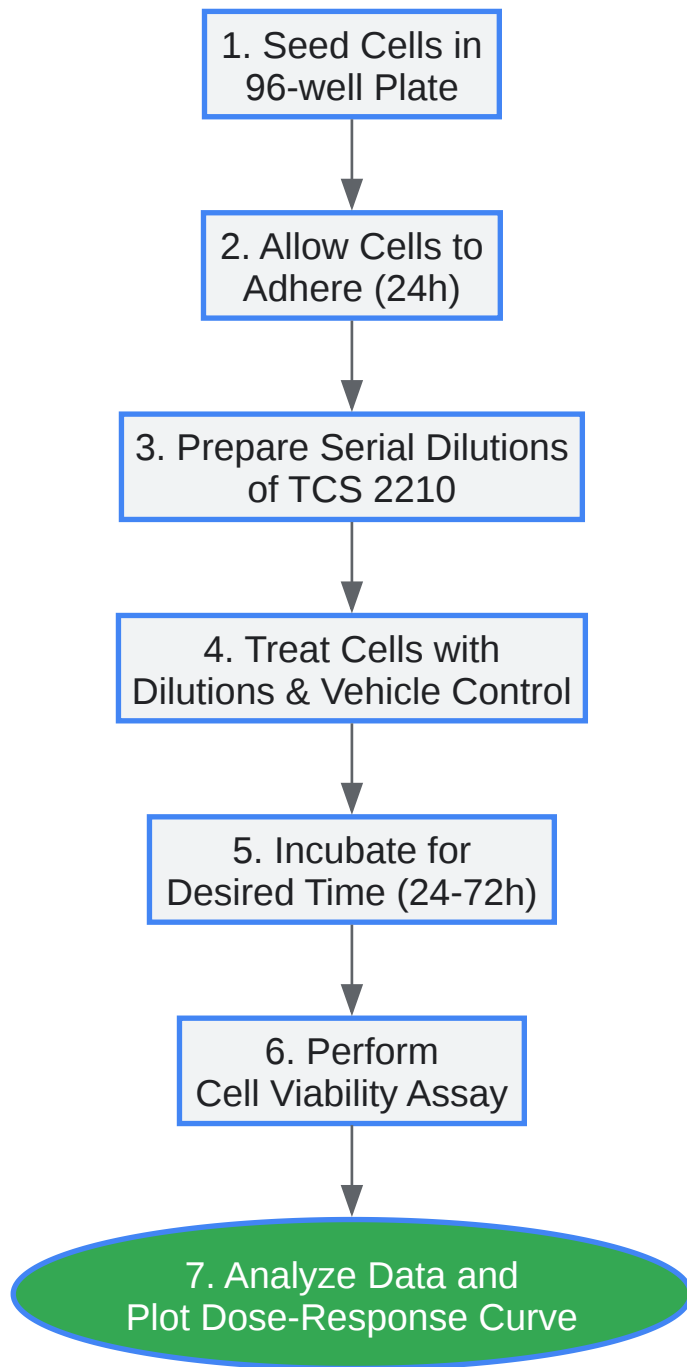 1. Seed Cells in
96-well Plate
2. Allow Cells to
Adhere (24h)
3. Prepare Serial Dilutions
of TCS 2210
4. Treat Cells with
Dilutions & Vehicle Control
5. Incubate for
Desired Time (24-72h)
6. Perform
Cell Viability Assay
7. Analyze Data and
Plot Dose-Response Curve